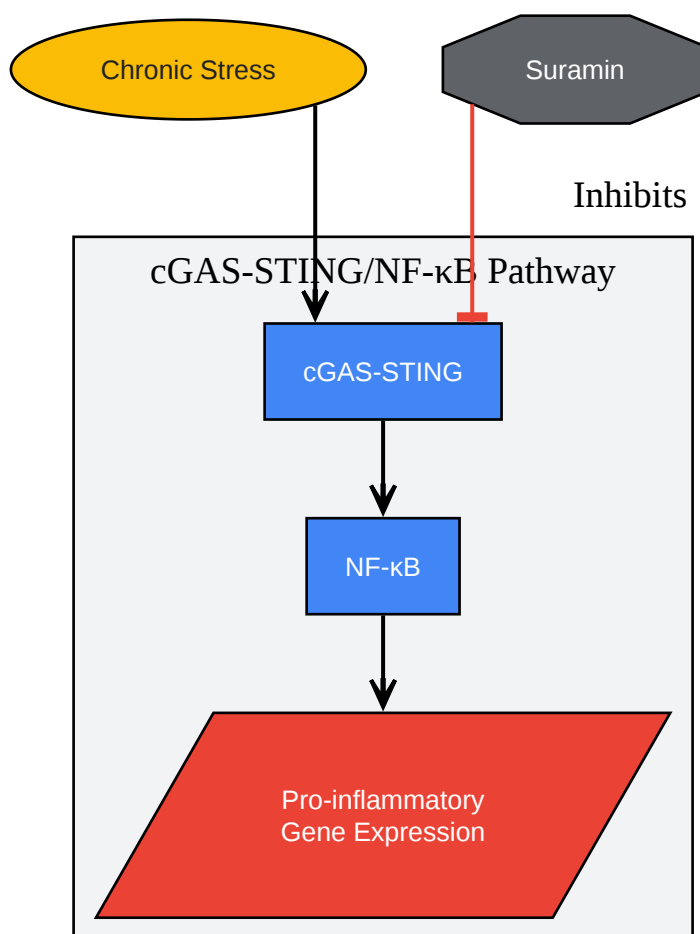 Chronic Stress
Suramin
Inhibits
cGAS-STING/NF-κB Pathway
cGAS-STING
NF-κB
Pro-inflammatory
Gene Expression